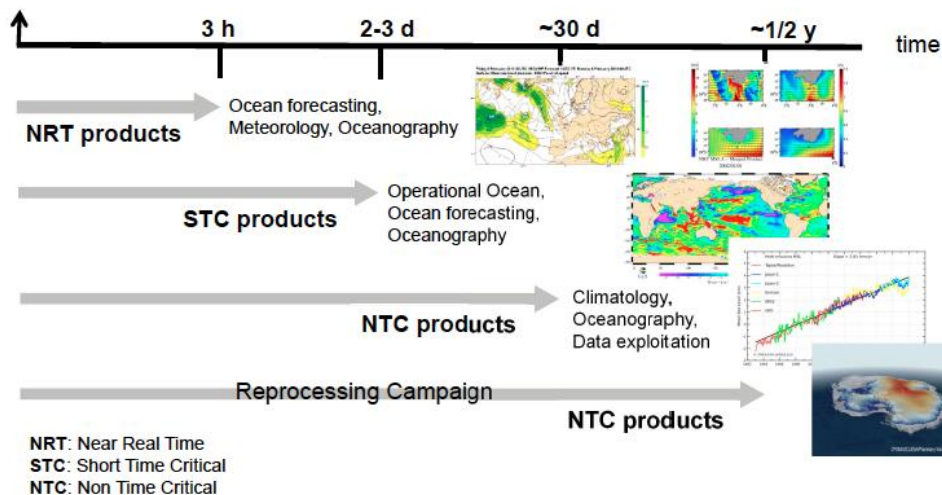 3 h
2-3 d
~30 d
~1/2 y
time
NRT products
Ocean forecasting,
Meteorology, Oceanography
STC products
Operational Ocean,
Ocean forecasting,
Oceanography
NTC products
Climatology,
Oceanography,
Data exploitation
Reprocessing Campaign
NTC products
NRT: Near Real Time
STC: Short Time Critical
NTC: Non Time Critical